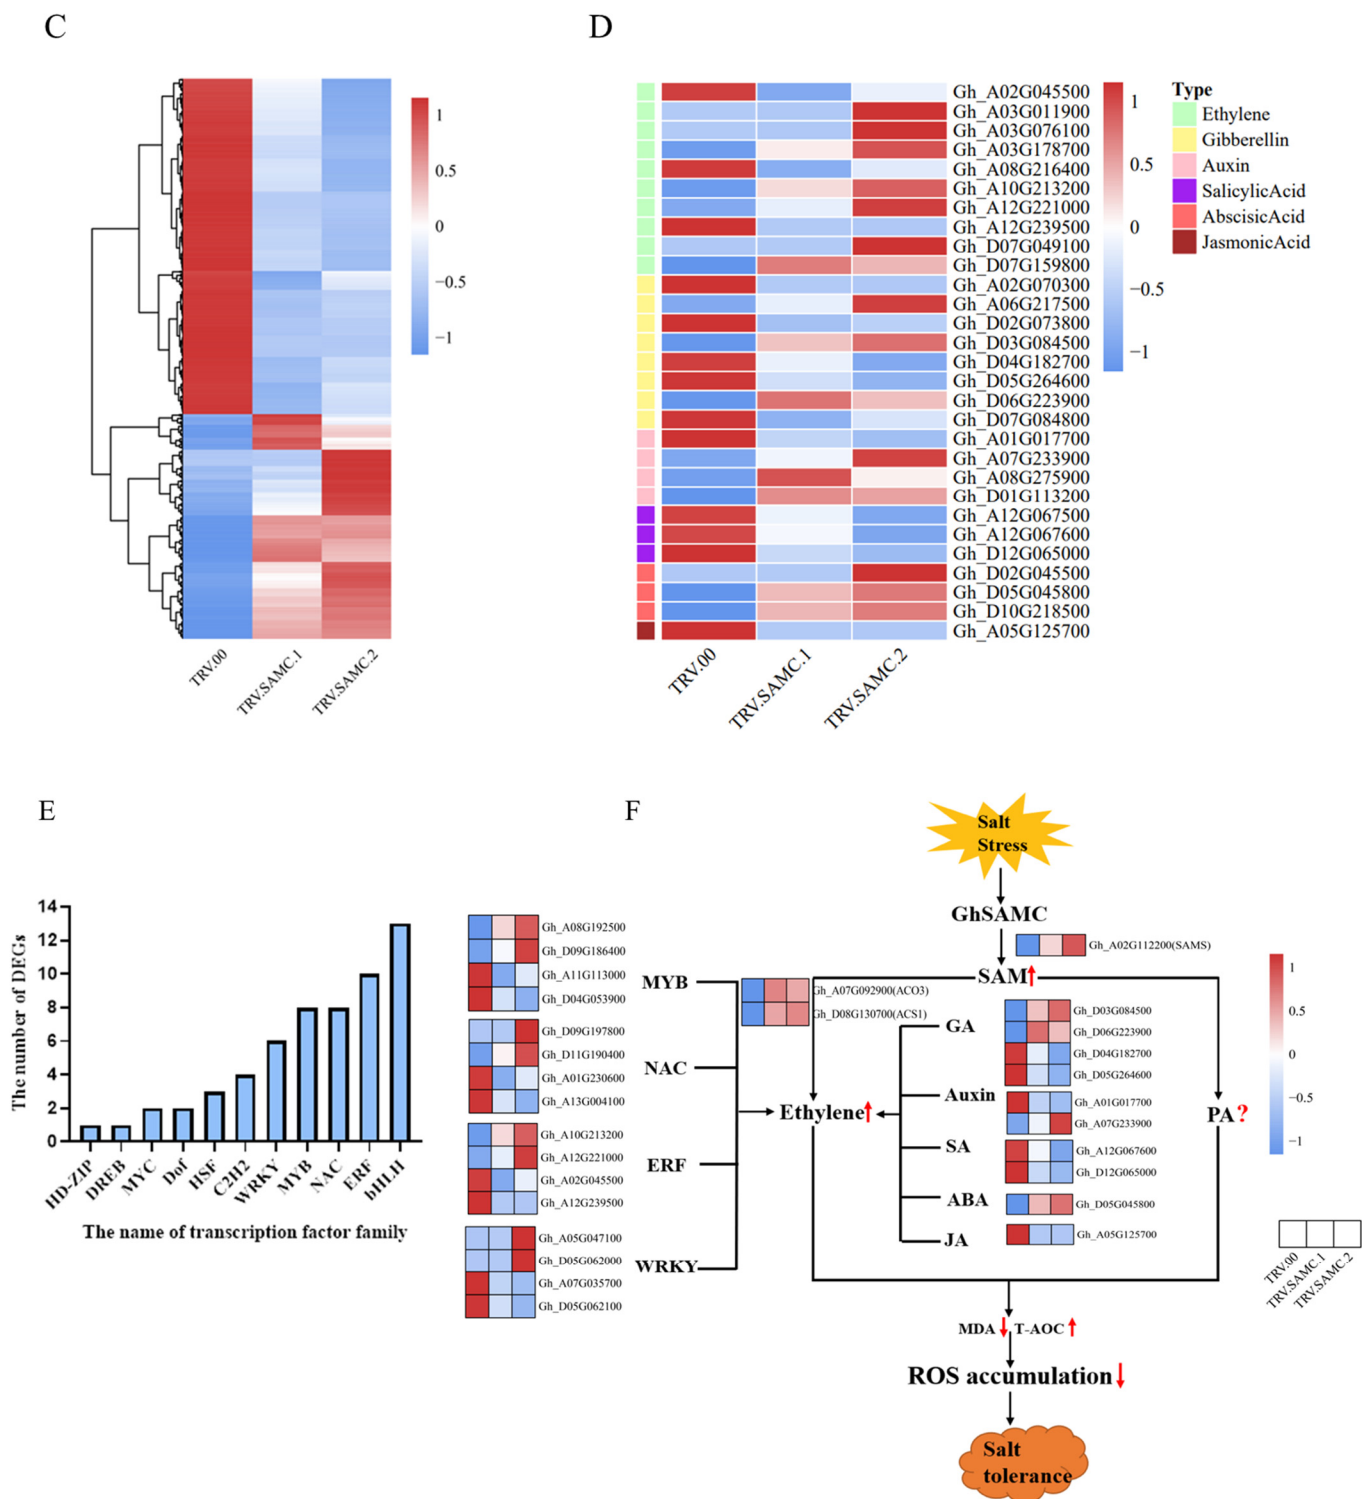 C
1
0.5
0
−0.5
−1
TRV.00
TRV.SAMC.1
TRV.SAMC.2
D
Gh_A02G045500
Gh_A03G011900
Gh_A03G076100
Gh_A03G178700
Gh_A08G216400
Gh_A10G213200
Gh_A12G221000
Gh_A12G239500
Gh_D07G049100
Gh_D07G159800
Gh_A02G070300
Gh_A06G217500
Gh_D02G073800
Gh_D03G084500
Gh_D04G182700
Gh_D05G264600
Gh_D06G223900
Gh_D07G084800
Gh_A01G017700
Gh_A07G233900
Gh_A08G275900
Gh_D01G113200
Gh_A12G067500
Gh_A12G067600
Gh_D12G065000
Gh_D02G045500
Gh_D05G045800
Gh_D10G218500
Gh_A05G125700
TRV.00
TRV.SAMC.1
TRV.SAMC.2
1
0.5
0
−0.5
−1
Type
Ethylene
Gibberellin
Auxin
SalicylicAcid
AbscisicAcid
JasmonicAcid
E
The number of DEGs
14
12
10
8
6
4
2
0
HD-ZIP
DREB
MYC
Dof
HSF
C2H2
WRKY
MYB
NAC
ERF
bHLH
The name of transcription factor family
F
Salt
Stress
GhSAMC
Gh_A02G112200(SAMS)
SAM
Gh_A08G192500
Gh_D09G186400
Gh_A11G113000
Gh_D04G053900
MYB
Gh_D09G197800
Gh_D11G190400
Gh_A01G230600
Gh_A13G004100
NAC
Gh_A10G213200
Gh_A12G221000
Gh_A02G045500
Gh_A12G239500
ERF
Gh_A05G047100
Gh_D05G062000
Gh_A07G035700
Gh_D05G062100
WRKY
Gh_A07G092900(ACO3)
Gh_D08G130700(ACS1)
Ethylene
GA
Gh_D03G084500
Gh_D06G223900
Gh_D04G182700
Gh_D05G264600
Auxin
Gh_A01G017700
Gh_A07G233900
SA
Gh_A12G067600
Gh_D12G065000
ABA
Gh_D05G045800
JA
Gh_A05G125700
PA?
1
0.5
0
−0.5
−1
TRV.00
TRV.SAMC.1
TRV.SAMC.2
MDA T-AOC
ROS accumulation
Salt
tolerance